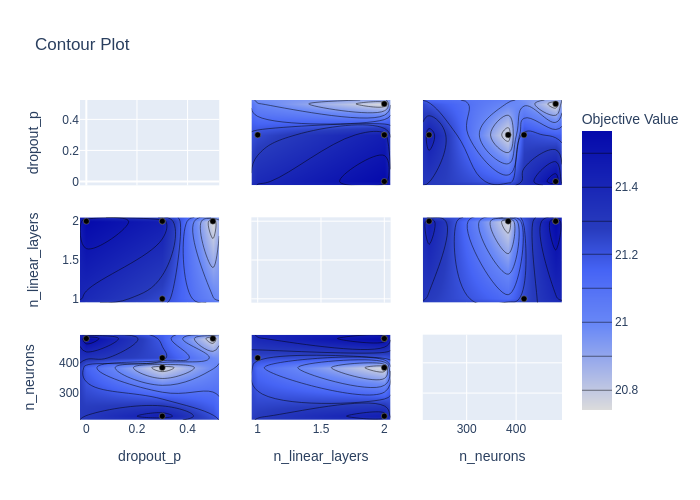 Contour Plot
Objective Value
dropout_p
0.4
0.2
0
n_linear_layers
2
1.5
1
n_neurons
400
300
21.4
21.2
21
20.8
0
0.2
0.4
1
1.5
2
300
400
dropout_p
n_linear_layers
n_neurons